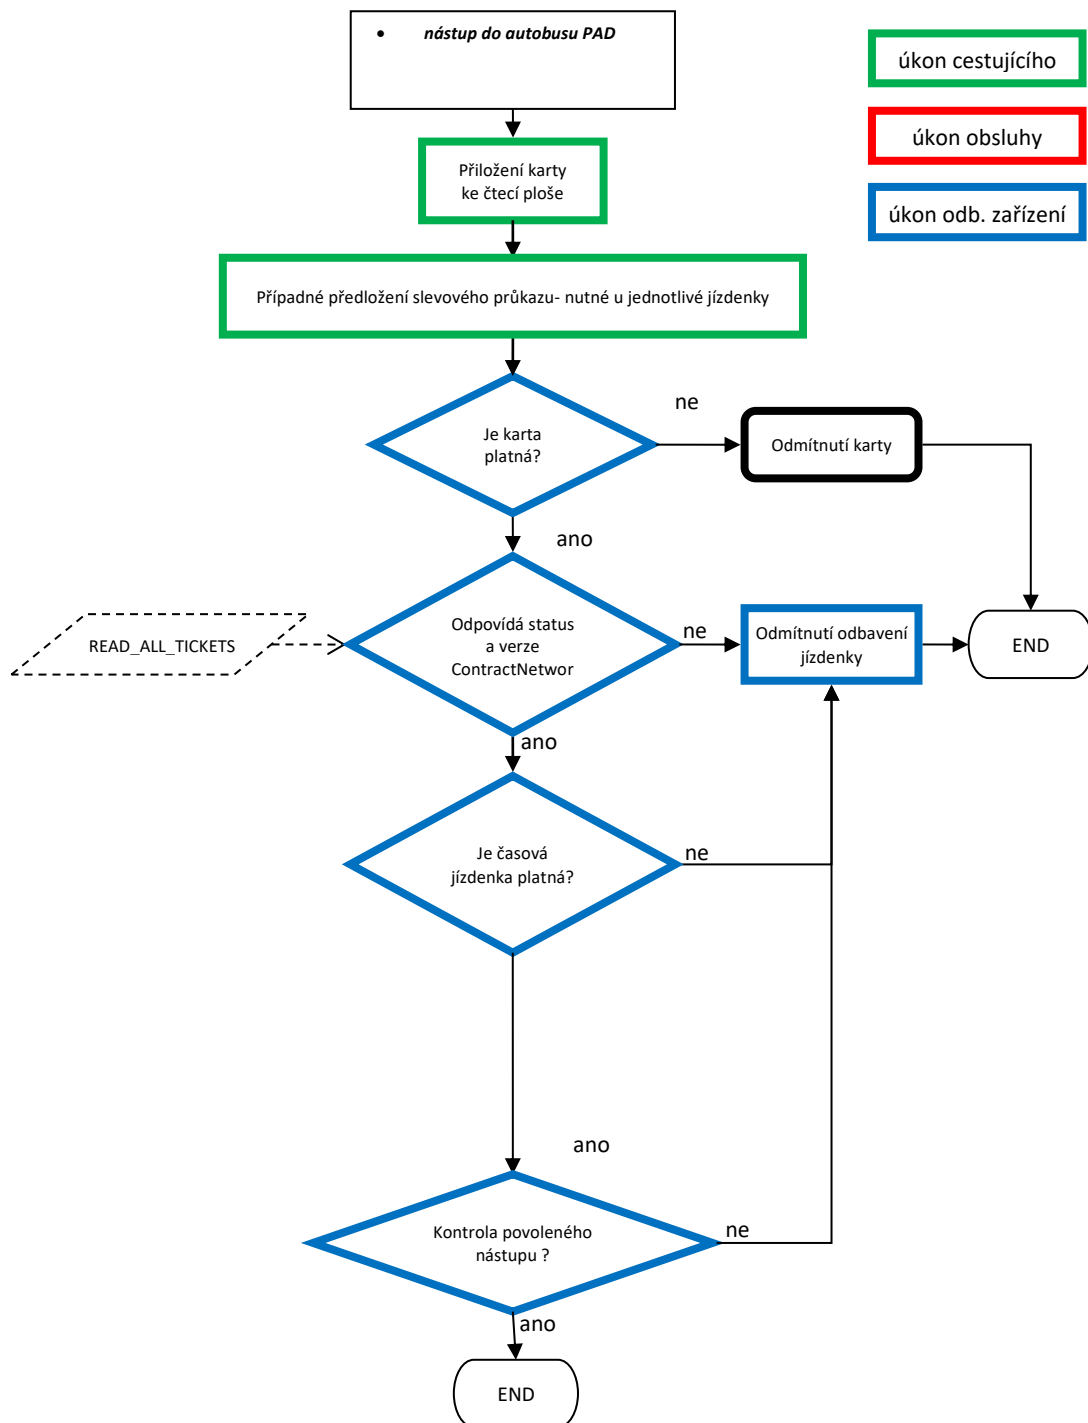 • nástup do autobusu PAD
úkon cestujícího
úkon obsluhy
úkon odb. zařízení
Přiložení karty
ke čtecí ploše
Případné předložení slevového průkazu- nutné u jednotlivé jízdenky
Je karta
platná?
ne
Odmítnutí karty
ano
READ_ALL_TICKETS
Odpovídá status
a verze
ContractNetwor
ne
Odmítnutí odbavení
jízdenky
END
ano
Je časová
jízdenka platná?
ne
ano
Kontrola povoleného
nástupu ?
ne
ano
END